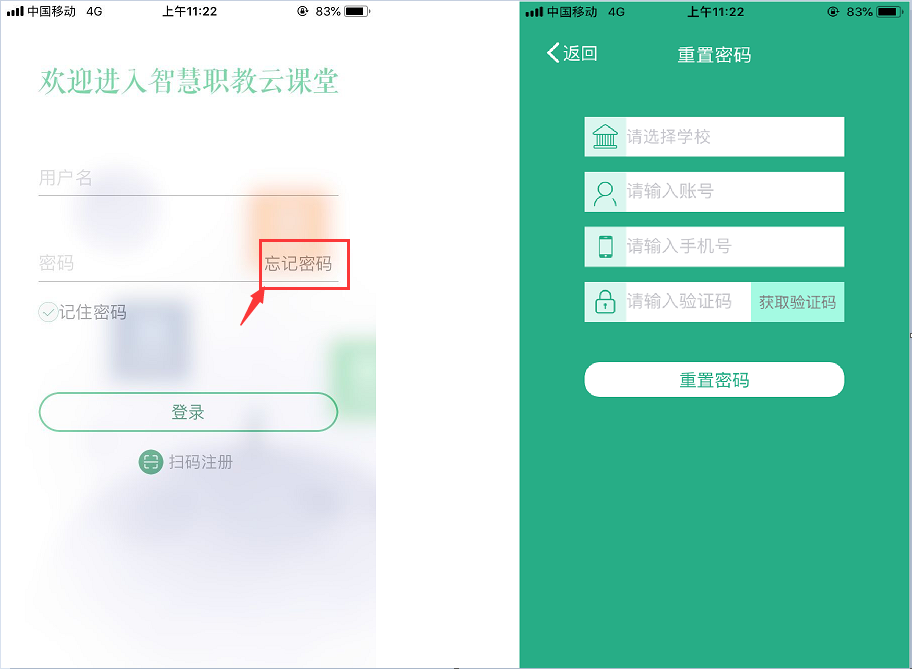 中国移动 4G 上午11:22 83%
欢迎进入智慧职教云课堂
用户名
密码 忘记密码
记住密码
登录
扫码注册
中国移动 4G 上午11:22 83%
返回 重置密码
请选择学校
请输入账号
请输入手机号
请输入验证码 获取验证码
重置密码